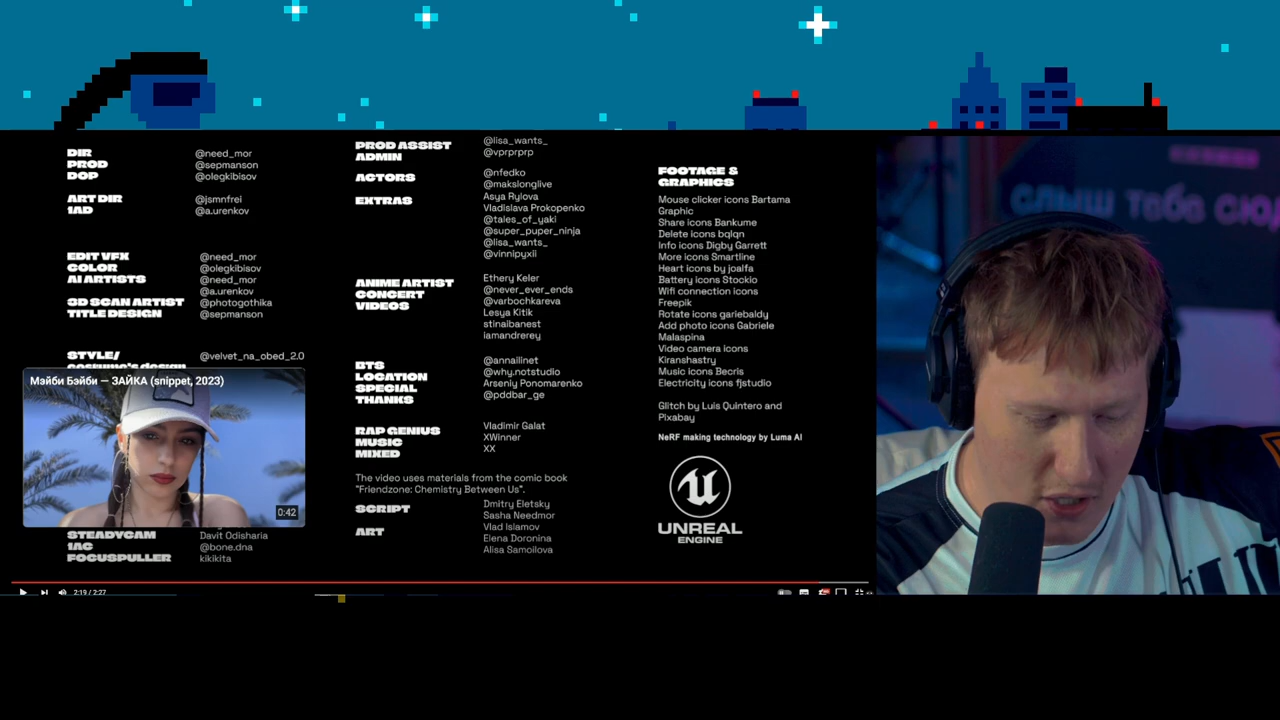 DIR @need_mor
PROD @sepmanson
DOP @olegkibisov
ART DIR @jsmnfrei
1AD @a.urenkov
EDIT VFX @need_mor
COLOR @olegkibisov
AI ARTISTS @need_mor
@a.urenkov
3D SCAN ARTIST @photogothika
TITLE DESIGN @sepmanson
STYLE/ @velvet_na_obed_2.0
Мэйби Бэйби — ЗАЙКА (snippet, 2023)
0:42
STEADYCAM Davit Odisharia
1AC @bone.dna
FOCUSPULLER kikikita
PROD ASSIST @lisa_wants_
ADMIN @vprprprp
ACTORS @nfedko
@makslonglive
EXTRAS Asya Rylova
Vladislava Prokopenko
@tales_of_yaki
@super_puper_ninja
@lisa_wants_
@vinnipyxii
ANIME ARTIST Ethery Keler
CONCERT @never_ever_ends
VIDEOS @varbochkareva
Lesya Kitik
stinaibanest
iamandrerey
BTS @annailinet
LOCATION @why.notstudio
SPECIAL Arseniy Ponomarenko
THANKS @pddbar_ge
RAP GENIUS Vladimir Galat
MUSIC XWinner
MIXED XX
The video uses materials from the comic book
"Friendzone: Chemistry Between Us".
SCRIPT Dmitry Eletsky
Sasha Needmor
ART Vlad Islamov
Elena Doronina
Alisa Samoilova
FOOTAGE &
GRAPHICS
Mouse clicker icons Bartama
Graphic
Share icons Bankume
Delete icons bqlqn
Info icons Digby Garrett
More icons Smartline
Heart icons by joalfa
Battery icons Stockio
Wifi connection icons
Freepik
Rotate icons gariebaldy
Add photo icons Gabriele
Malaspina
Video camera icons
Kiranshastry
Music icons Becris
Electricity icons fjstudio
Glitch by Luis Quintero and
Pixabay
NeRF making technology by Luma AI
UNREAL
ENGINE
2:19 / 2:27
СЛЫШ тебя СЮД